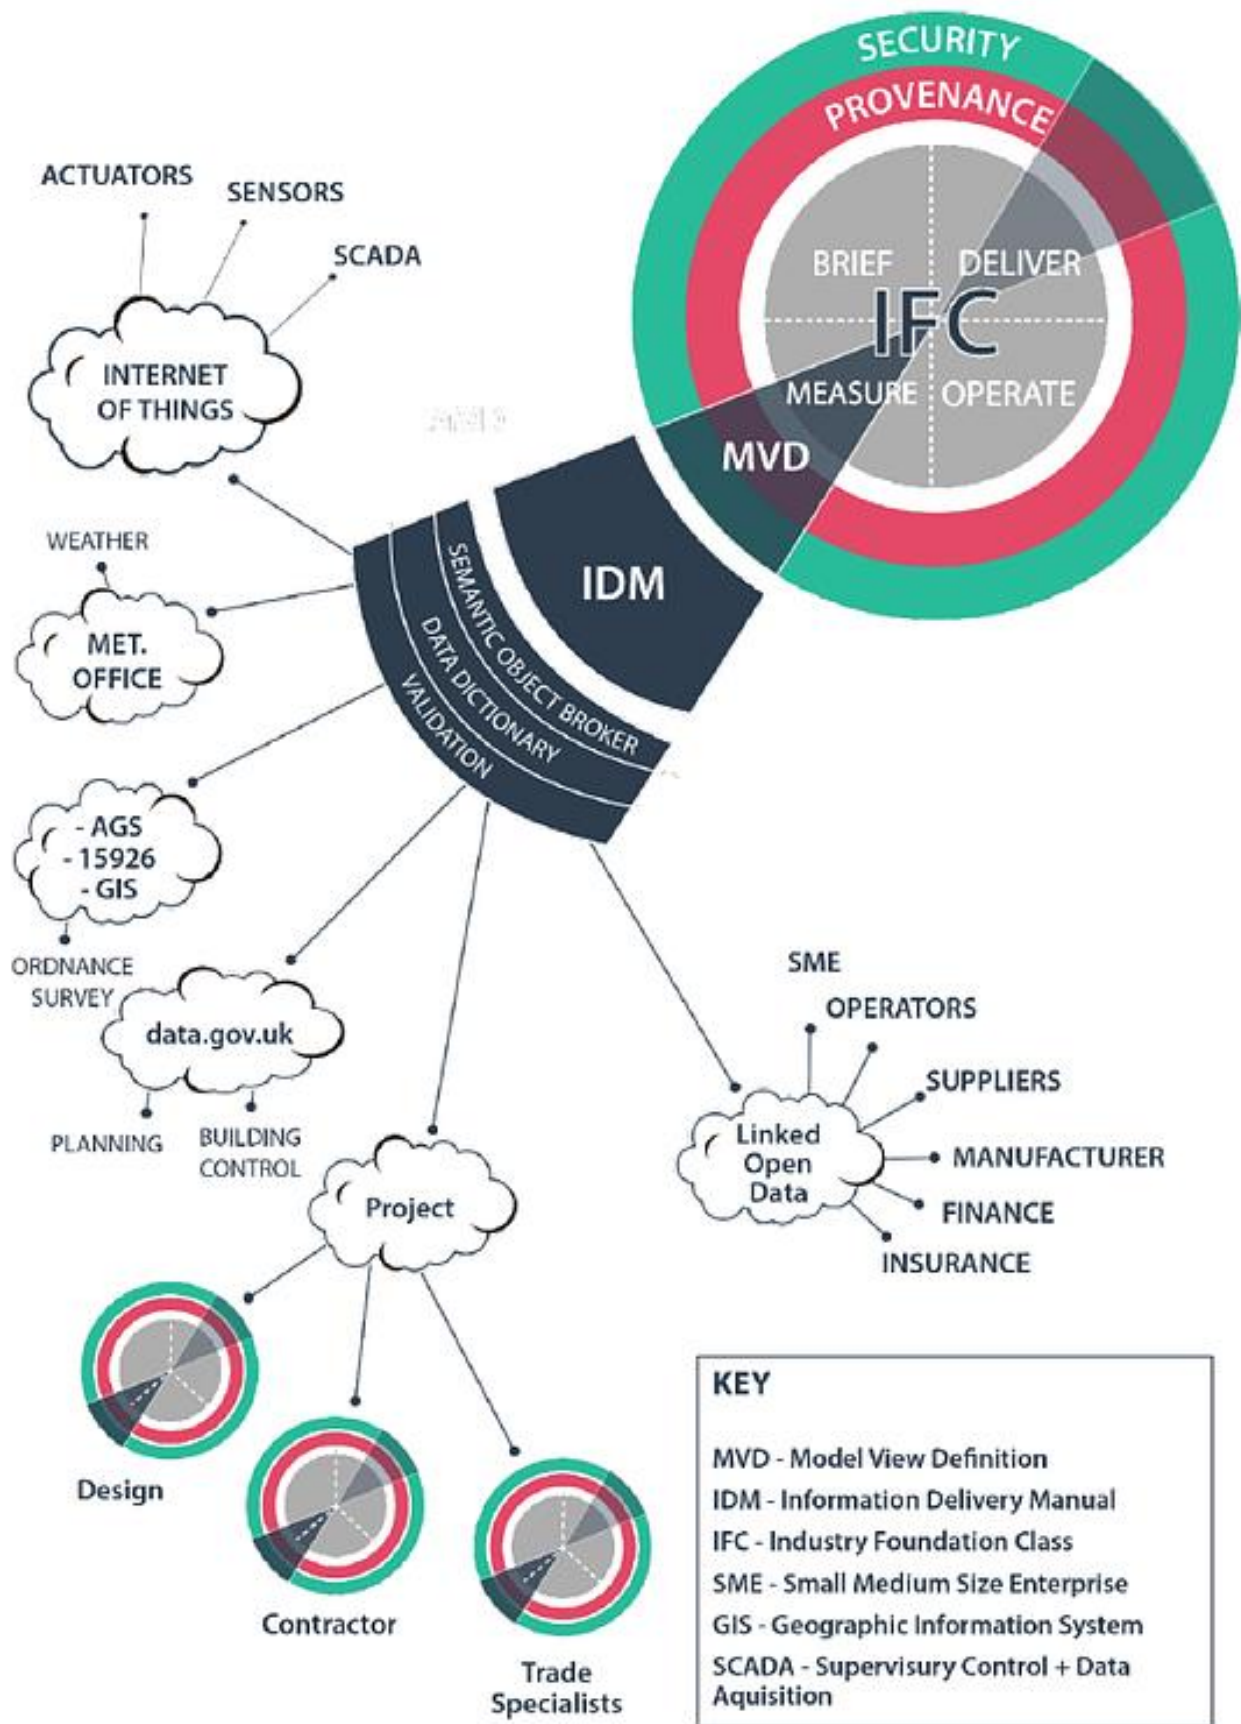 SECURITY
PROVENANCE
BRIEF
DELIVER
IFC
MEASURE
OPERATE
MVD
IDM
SEMANTIC OBJECT BROKER
DATA DICTIONARY
VALIDATION
ACTUATORS
SENSORS
SCADA
INTERNET
OF THINGS
WEATHER
MET.
OFFICE
- AGS
- 15926
- GIS
ORDNANCE
SURVEY
data.gov.uk
PLANNING
BUILDING
CONTROL
Project
Design
Contractor
Trade
Specialists
SME
OPERATORS
SUPPLIERS
Linked
Open
Data
MANUFACTURER
FINANCE
INSURANCE
KEY
MVD - Model View Definition
IDM - Information Delivery Manual
IFC - Industry Foundation Class
SME - Small Medium Size Enterprise
GIS - Geographic Information System
SCADA - Supervisury Control + Data
Aquisition